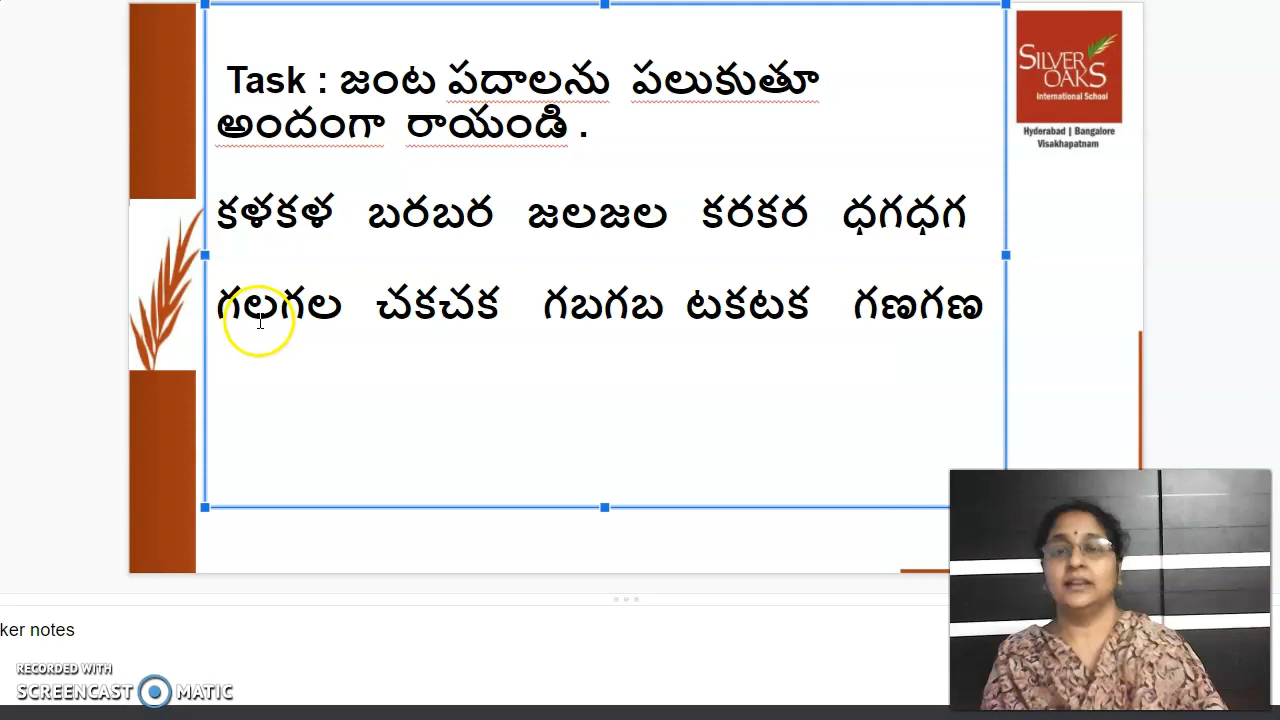 Task : జంట పదాలను పలుకుతూ
అందంగా రాయండి .
కళకళ బరబర జలజల కరకర ధగధగ
గలగల చకచక గబగబ టకటక గణగణ
SILVER
OAKS
International School
Hyderabad | Bangalore
Visakhapatnam
ker notes
RECORDED WITH
SCREENCAST MATIC